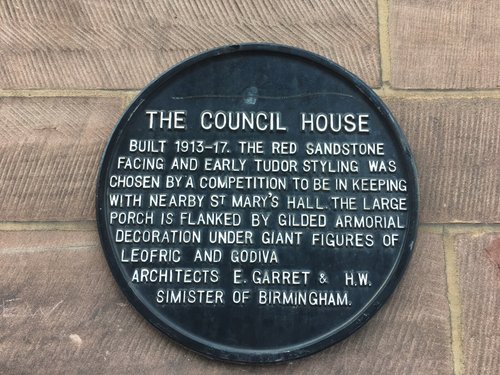 THE COUNCIL HOUSE
BUILT 1913-17. THE RED SANDSTONE
FACING AND EARLY TUDOR STYLING WAS
CHOSEN BY A COMPETITION TO BE IN KEEPING
WITH NEARBY ST MARY'S HALL. THE LARGE
PORCH IS FLANKED BY GILDED ARMORIAL
DECORATION UNDER GIANT FIGURES OF
LEOFRIC AND GODIVA
ARCHITECTS E. GARRET & H.W.
SIMISTER OF BIRMINGHAM.